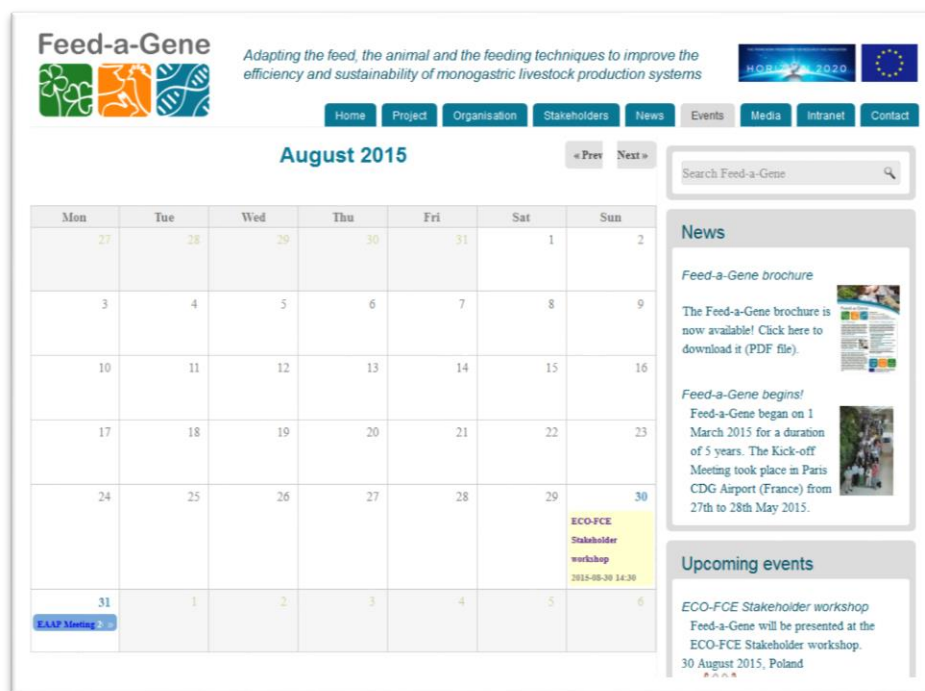 Feed-a-Gene
Adapting the feed, the animal and the feeding techniques to improve the
efficiency and sustainability of monogastric livestock production systems
HORIZON 2020
Home Project Organisation Stakeholders News Events Media Intranet Contact
August 2015
« Prev Next »
Mon Tue Wed Thu Fri Sat Sun
27 28 29 30 31 1 2
3 4 5 6 7 8 9
10 11 12 13 14 15 16
17 18 19 20 21 22 23
24 25 26 27 28 29 30
ECO-FCE
Stakeholder
workshop
2015-08-30 14:30
31 1 2 3 4 5 6
EAAP Meeting 2 »
Search Feed-a-Gene
News
Feed-a-Gene brochure
The Feed-a-Gene brochure is
now available! Click here to
download it (PDF file).
Feed-a-Gene begins!
Feed-a-Gene began on 1
March 2015 for a duration
of 5 years. The Kick-off
Meeting took place in Paris
CDG Airport (France) from
27th to 28th May 2015.
Upcoming events
ECO-FCE Stakeholder workshop
Feed-a-Gene will be presented at the
ECO-FCE Stakeholder workshop.
30 August 2015, Poland